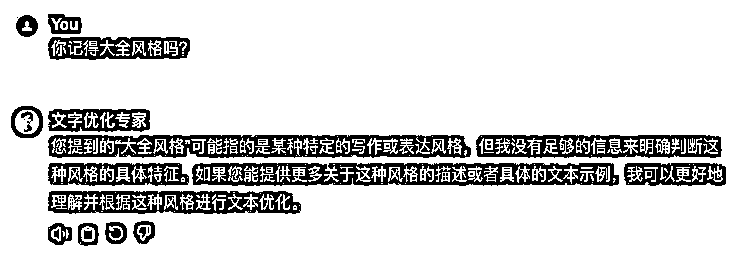 You
你记得大全风格吗？
文字优化专家
您提到的“大全风格”可能指的是某种特定的写作或表达风格，但我没有足够的信息来明确判断这
种风格的具体特征。如果您能提供更多关于这种风格的描述或者具体的文本示例，我可以更好地
理解并根据这种风格进行文本优化。